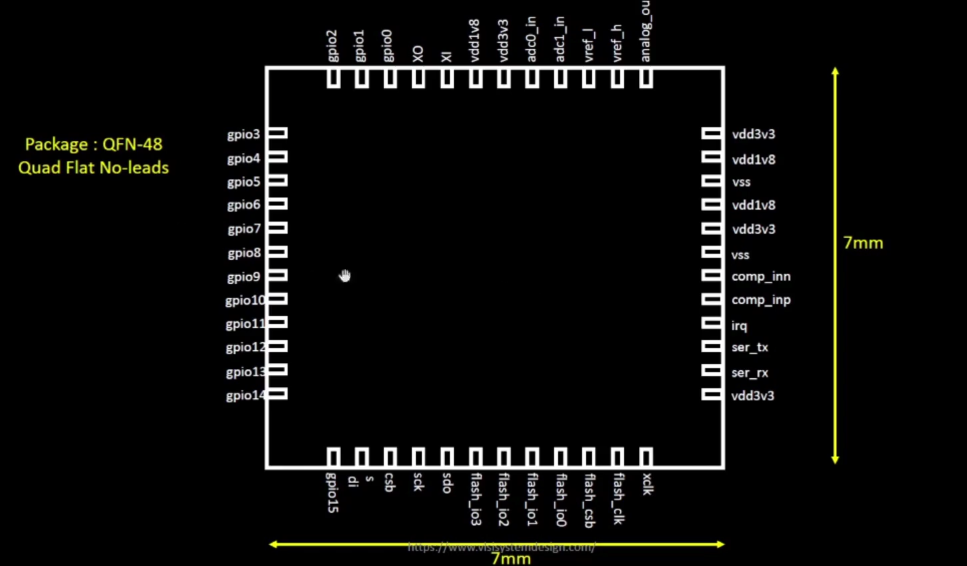 gpio2
gpio1
gpio0
XO
XI
vdd1v8
vdd3v3
adc0_in
adc1_in
vref_l
vref_h
analog_ou
Package : QFN-48
Quad Flat No-leads
gpio3
gpio4
gpio5
gpio6
gpio7
gpio8
gpio9
gpio10
gpio11
gpio12
gpio13
gpio14
vdd3v3
vdd1v8
vss
vdd1v8
vdd3v3
vss
comp_inn
comp_inp
irq
ser_tx
ser_rx
vdd3v3
7mm
gpio15
s
di
csb
sck
sdo
flash_io3
flash_io2
flash_io1
flash_io0
flash_csb
flash_clk
xclk
https://www.vlsisystemdesign.com/
7mm